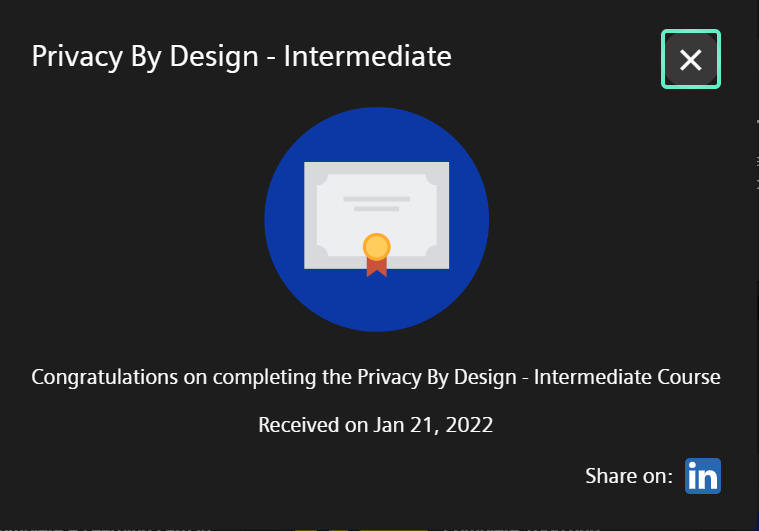 Privacy By Design - Intermediate
Congratulations on completing the Privacy By Design - Intermediate Course
Received on Jan 21, 2022
Share on: in